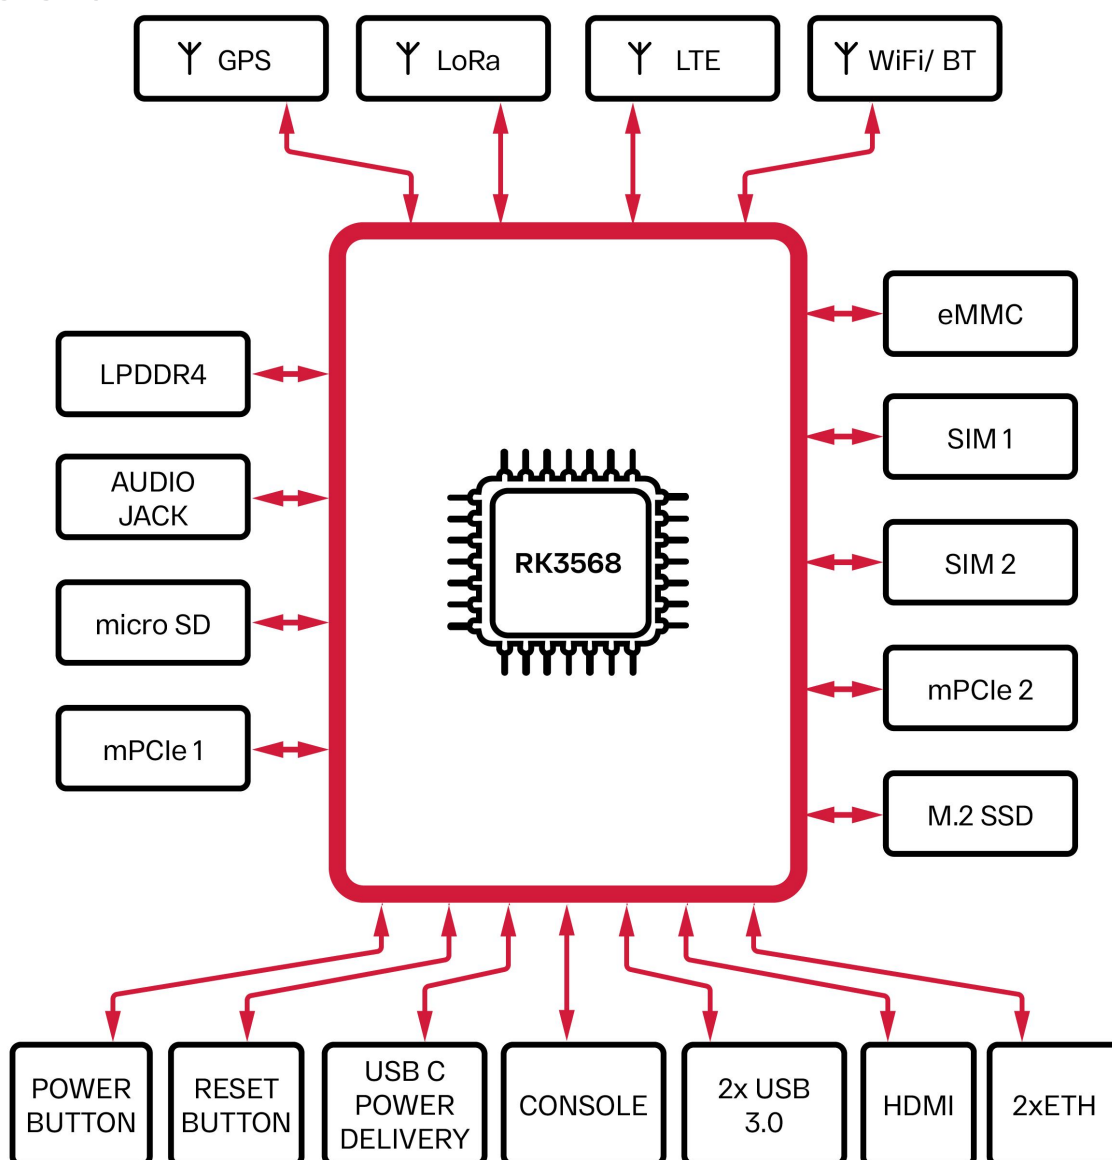 GPS
LoRa
LTE
WiFi/ BT
eMMC
LPDDR4
SIM 1
AUDIO
JACK
RK3568
SIM 2
micro SD
mPCIe 2
mPCIe 1
M.2 SSD
POWER
BUTTON
RESET
BUTTON
USB C
POWER
DELIVERY
CONSOLE
2x USB
3.0
HDMI
2xETH